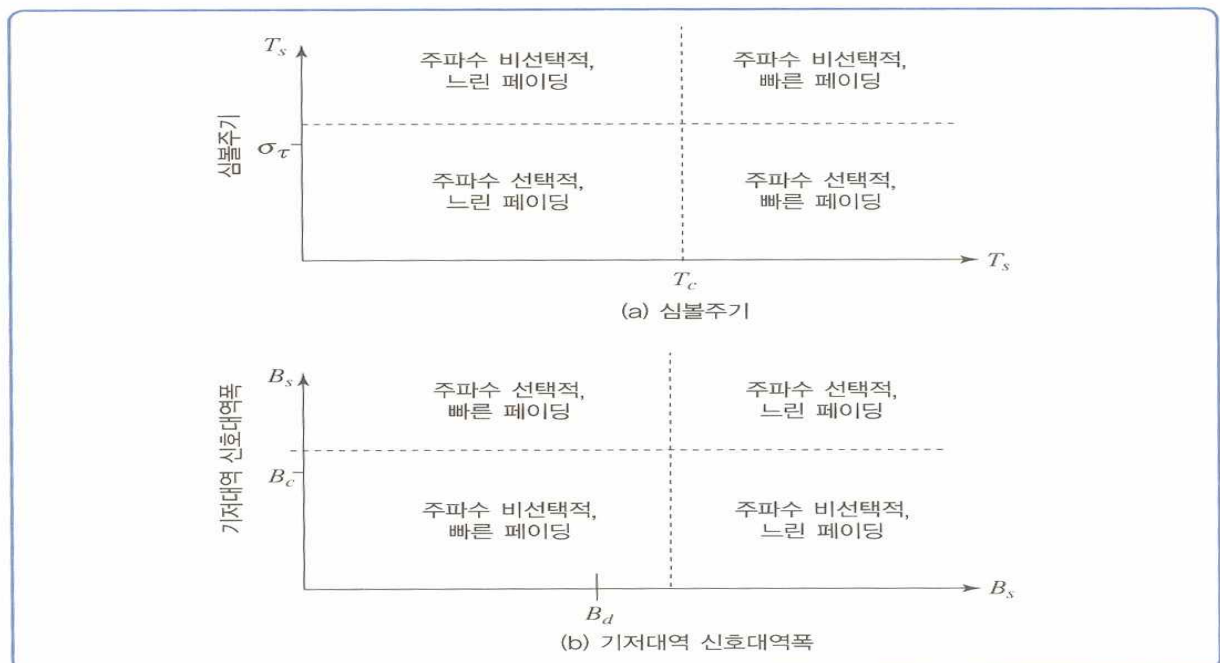 T_s
주파수 비선택적,
느린 페이딩
주파수 비선택적,
빠른 페이딩
심볼주기
σ_τ
주파수 선택적,
느린 페이딩
주파수 선택적,
빠른 페이딩
T_c
T_s
(a) 심볼주기
B_s
주파수 선택적,
빠른 페이딩
주파수 선택적,
느린 페이딩
기저대역 신호대역폭
B_c
주파수 비선택적,
빠른 페이딩
주파수 비선택적,
느린 페이딩
B_d
B_s
(b) 기저대역 신호대역폭